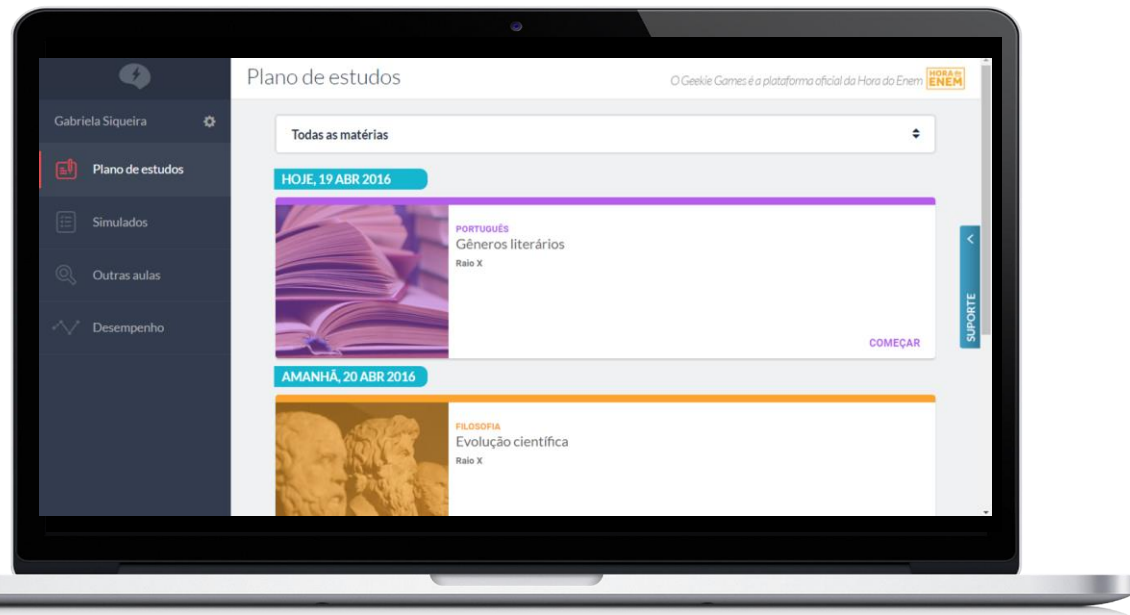 Plano de estudos
O Geekie Games é a plataforma oficial da Hora do Enem
HORA do
ENEM
Gabriela Siqueira
Plano de estudos
Simulados
Outras aulas
Desempenho
Todas as matérias
HOJE, 19 ABR 2016
PORTUGUÊS
Gêneros literários
Raio X
COMEÇAR
AMANHÃ, 20 ABR 2016
FILOSOFIA
Evolução científica
Raio X
SUPORTE